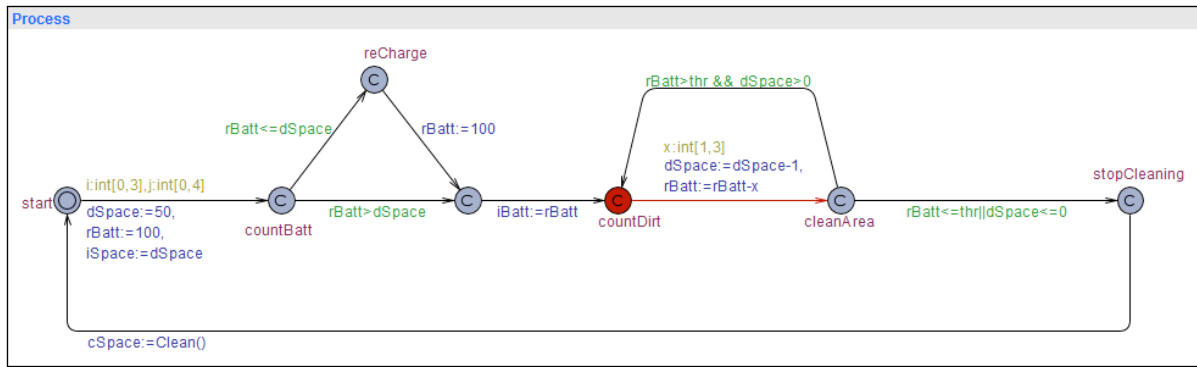 Process
reCharge
rBatt>thr && dSpace>0
rBatt<=dSpace
rBatt:=100
x:int[1,3]
dSpace:=dSpace-1,
rBatt:=rBatt-x
i:int[0,3],j:int[0,4]
stopCleaning
start
dSpace:=50,
rBatt:=100,
iSpace:=dSpace
countBatt
rBatt>dSpace
iBatt:=rBatt
countDirt
cleanArea
rBatt<=thr||dSpace<=0
C
C
C
C
C
C
cSpace:=Clean()